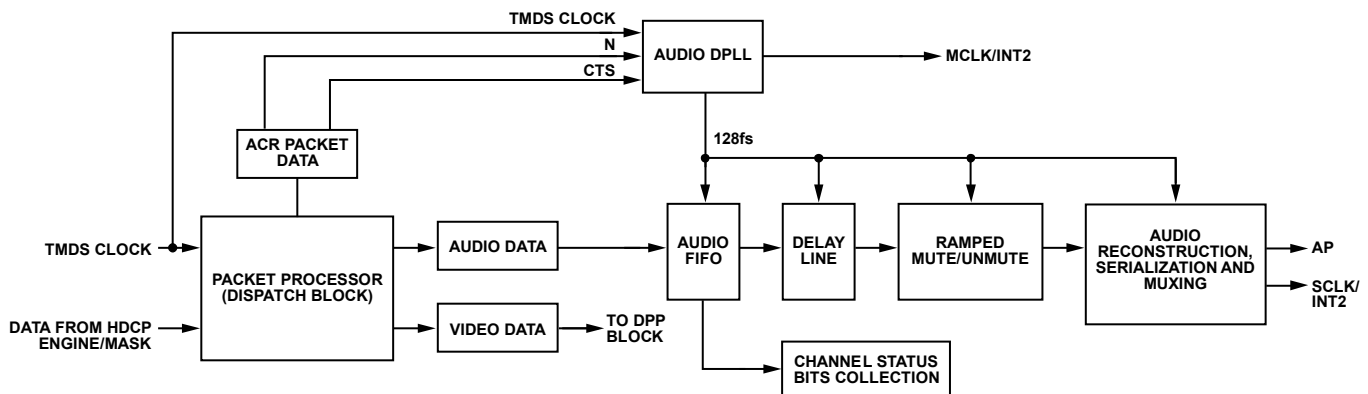 TMDS CLOCK
N
CTS
AUDIO DPLL
MCLK/INT2
ACR PACKET
DATA
128fs
TMDS CLOCK
DATA FROM HDCP
ENGINE/MASK
PACKET PROCESSOR
(DISPATCH BLOCK)
AUDIO DATA
VIDEO DATA
TO DPP
BLOCK
AUDIO
FIFO
DELAY
LINE
RAMPED
MUTE/UNMUTE
AUDIO
RECONSTRUCTION,
SERIALIZATION AND
MUXING
AP
SCLK/
INT2
CHANNEL STATUS
BITS COLLECTION